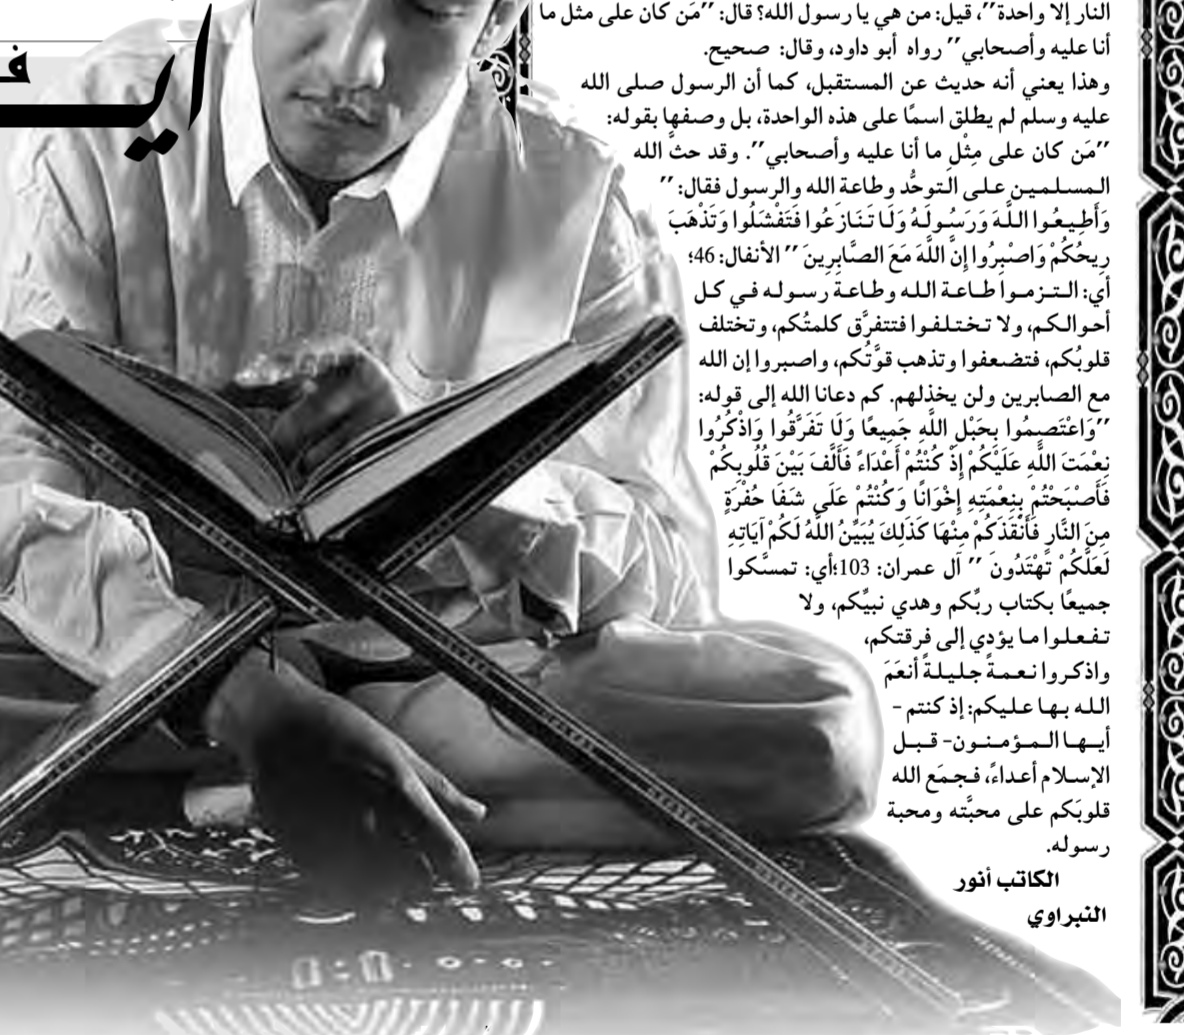 النار إلا واحدة”، قيل: من هي يا رسول الله؟ قال: ”مَن كان على مثل ما
أنا عليه وأصحابي” رواه أبو داود، وقال: صحيح.
وهذا يعني أنه حديث عن المستقبل، كما أن الرسول صلى الله
عليه وسلم لم يطلق اسمًا على هذه الواحدة، بل وصفها بقوله:
”مَن كان على مِثْلِ ما أنا عليه وأصحابي”. وقد حثَّ الله
المسلمين على التوحُّد وطاعة الله والرسول فقال: ”
وَأَطِيعُوا اللَّهَ وَرَسُولَهُ وَلَا تَنَازَعُوا فَتَفْشَلُوا وَتَذْهَبَ
رِيحُكُمْ وَاصْبِرُوا إِنَّ اللَّهَ مَعَ الصَّابِرِينَ ” الأنفال: 46؛
أي: التزموا طاعة الله وطاعة رسوله في كل
أحوالكم، ولا تختلفوا فتتفرَّق كلمتُكم، وتختلف
قلوبُكم، فتضعفوا وتذهب قوَّتُكم، واصبروا إن الله
مع الصابرين ولن يخذلهم. كم دعانا الله إلى قوله:
”وَاعْتَصِمُوا بِحَبْلِ اللَّهِ جَمِيعًا وَلَا تَفَرَّقُوا وَاذْكُرُوا
نِعْمَتَ اللَّهِ عَلَيْكُمْ إِذْ كُنْتُمْ أَعْدَاءً فَأَلَّفَ بَيْنَ قُلُوبِكُمْ
فَأَصْبَحْتُمْ بِنِعْمَتِهِ إِخْوَانًا وَكُنْتُمْ عَلَى شَفَا حُفْرَةٍ
مِنَ النَّارِ فَأَنْقَذَكُمْ مِنْهَا كَذَلِكَ يُبَيِّنُ اللَّهُ لَكُمْ آيَاتِهِ
لَعَلَّكُمْ تَهْتَدُونَ ” آل عمران: 103؛أي: تمسَّكوا
جميعًا بكتاب ربِّكم وهدي نبيِّكم، ولا
تفعلوا ما يؤدي إلى فرقتكم،
واذكروا نعمةً جليلةً أنعَمَ
الله بها عليكم: إذ كنتم -
أيها المؤمنون- قبل
الإسلام أعداءً، فجمَع الله
قلوبَكم على محبَّته ومحبة
رسوله.
الكاتب أنور
النبراوي